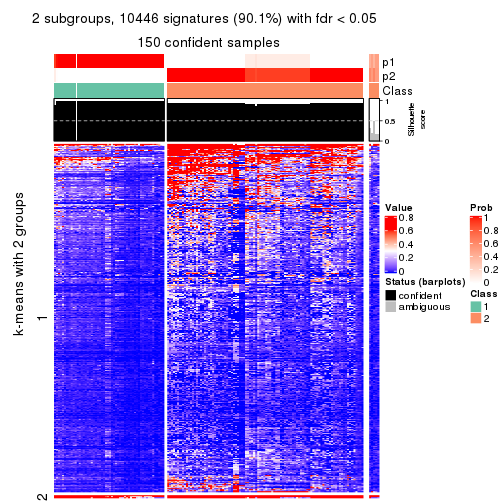 2 subgroups, 10446 signatures (90.1%) with fdr < 0.05
150 confident samples
p1
p2
Class
1
0.5
0
Silhouette
score
k-means with 2 groups
1
2
Value
0.8
0.6
0.4
0.2
0
Status (barplots)
confident
ambiguous
Prob
1
0.8
0.6
0.4
0.2
0
Class
1
2